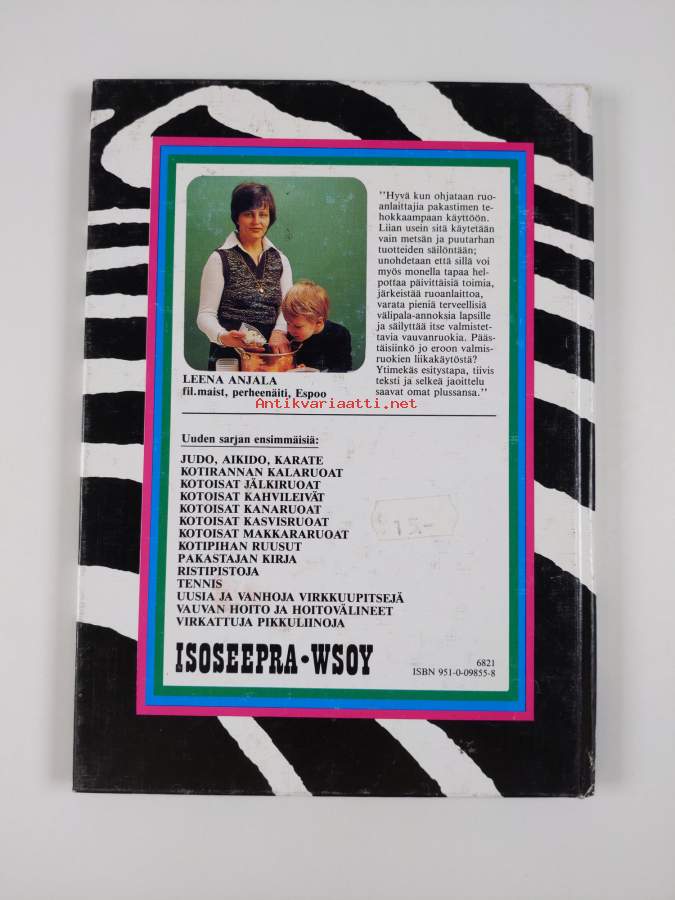 "Hyvä kun ohjataan ruo-
anlaittajia pakastimen te-
hokkaampaan käyttöön.
Liian usein sitä käytetään
vain metsän ja puutarhan
tuotteiden säilöntään;
unohdetaan että sillä voi
myös monella tapaa hel-
pottaa päivittäisiä toimia,
järkeistää ruoanlaittoa,
varata pieniä terveellisiä
välipala-annoksia lapsille
ja säilyttää itse valmistet-
tavia vauvanruokia. Pääs-
täisiinkö jo eroon valmis-
ruokien liikakäytöstä?
Ytimekäs esitystapa, tiivis
teksti ja selkeä jaoittelu
saavat omat plussansa."
LEENA ANJALA
fil.maist, perheenäiti, Espoo
Antikvariaatti.net
Uuden sarjan ensimmäisiä:
JUDO, AIKIDO, KARATE
KOTIRANNAN KALARUOAT
KOTOISAT JÄLKIRUOAT
KOTOISAT KAHVILEIVÄT
KOTOISAT KANARUOAT
KOTOISAT KASVISRUOAT
KOTOISAT MAKKARARUOAT
KOTIPIHAN RUUSUT
PAKASTAJAN KIRJA
RISTIPISTOJA
TENNIS
UUSIA JA VANHOJA VIRKKUUPITSEJÄ
VAUVAN HOITO JA HOITOVÄLINEET
VIRKATTUJA PIKKULIINOJA
15-
ISOSEEPRA•WSOY
6821
ISBN 951-0-09855-8